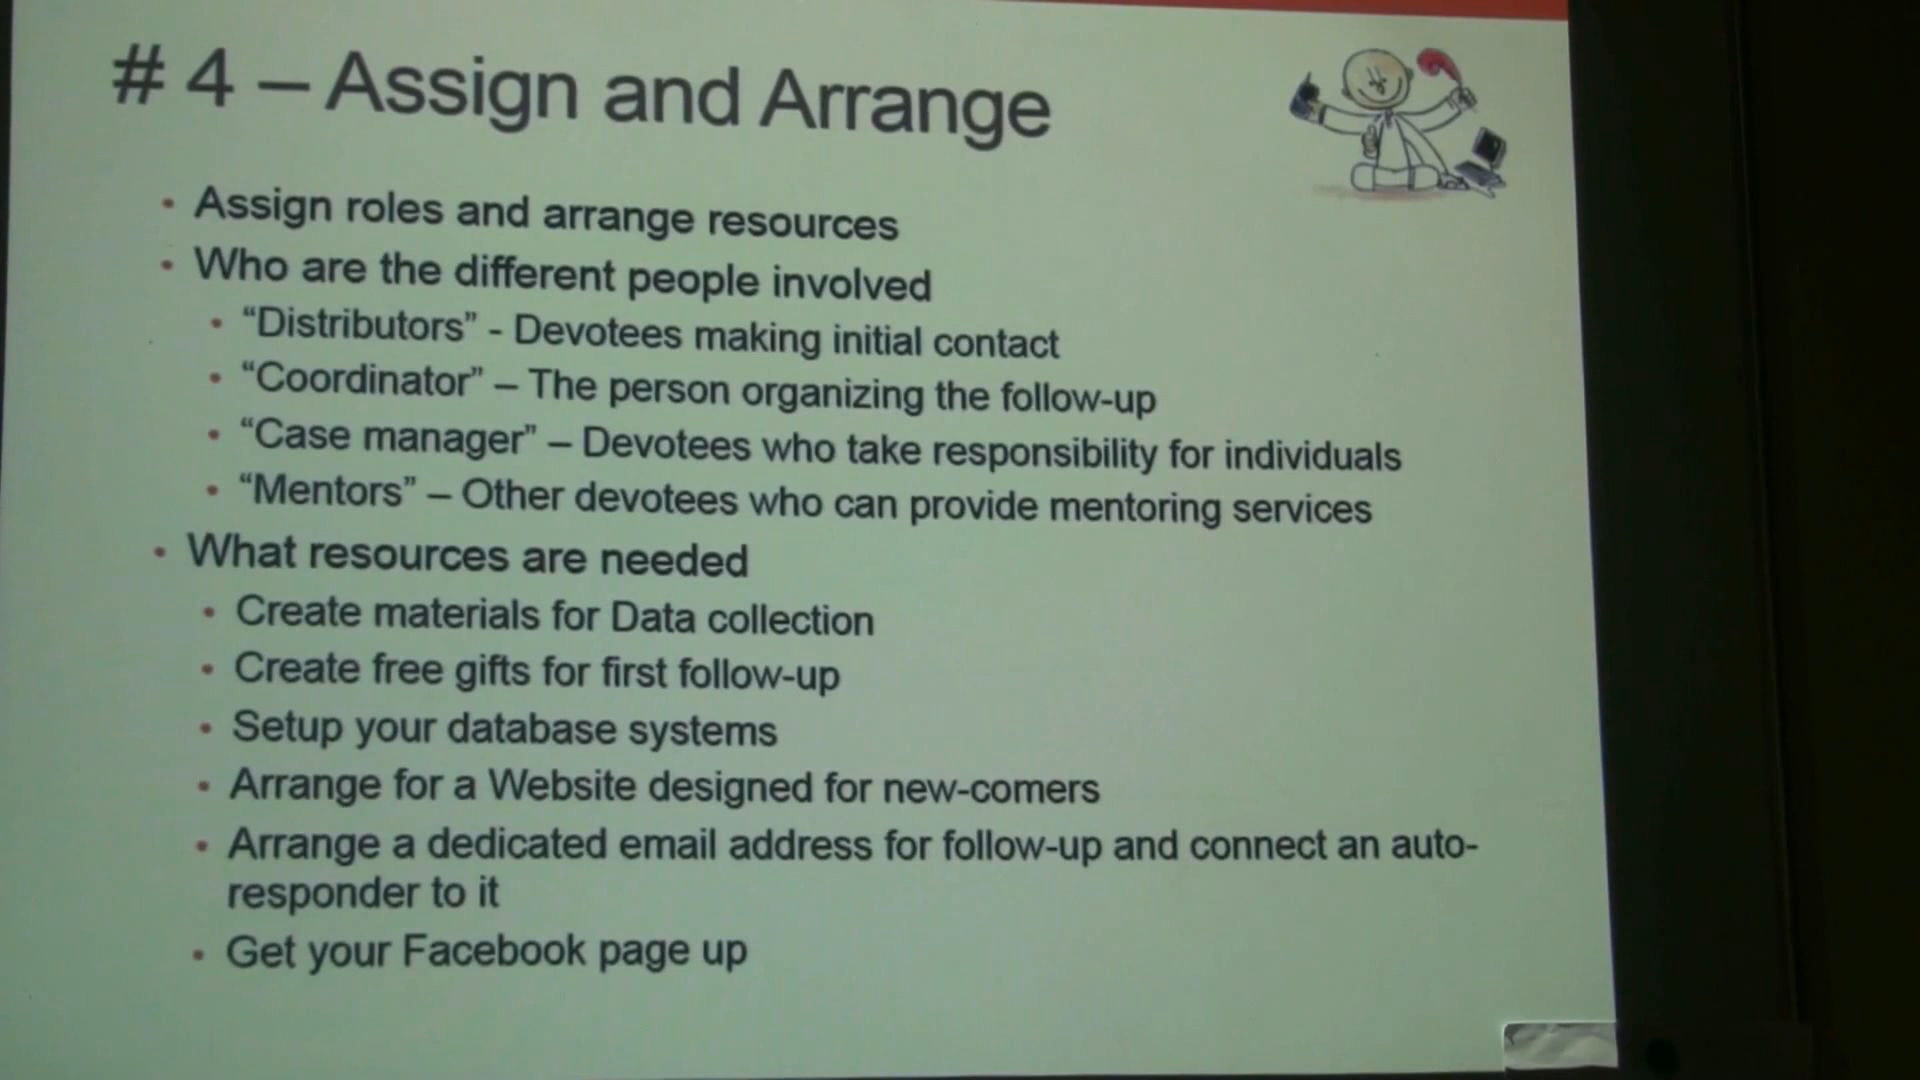 # 4 – Assign and Arrange
• Assign roles and arrange resources
• Who are the different people involved
• “Distributors” - Devotees making initial contact
• “Coordinator” – The person organizing the follow-up
• “Case manager” – Devotees who take responsibility for individuals
• “Mentors” – Other devotees who can provide mentoring services
• What resources are needed
• Create materials for Data collection
• Create free gifts for first follow-up
• Setup your database systems
• Arrange for a Website designed for new-comers
• Arrange a dedicated email address for follow-up and connect an auto-
responder to it
• Get your Facebook page up